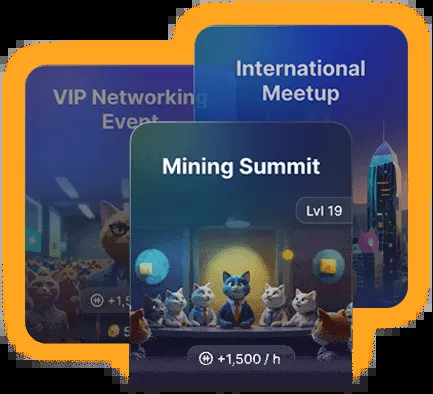 VIP Networking
Event
International
Meetup
Mining Summit
Lvl 19
+1,500 / h